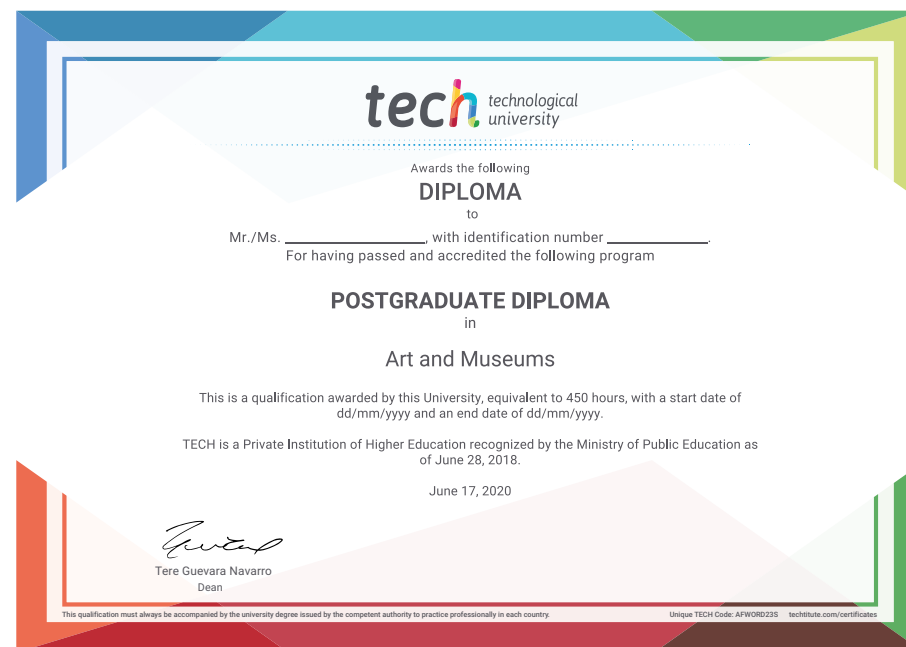 tech technological
university
Awards the following
DIPLOMA
to
Mr./Ms. ____________________, with identification number ______________.
For having passed and accredited the following program
POSTGRADUATE DIPLOMA
in
Art and Museums
This is a qualification awarded by this University, equivalent to 450 hours, with a start date of
dd/mm/yyyy and an end date of dd/mm/yyyy.
TECH is a Private Institution of Higher Education recognized by the Ministry of Public Education as
of June 28, 2018.
June 17, 2020
Tere Guevara Navarro
Dean
This qualification must always be accompanied by the university degree issued by the competent authority to practice professionally in each country. Unique TECH Code: AFWORD23S techtitute.com/certificates